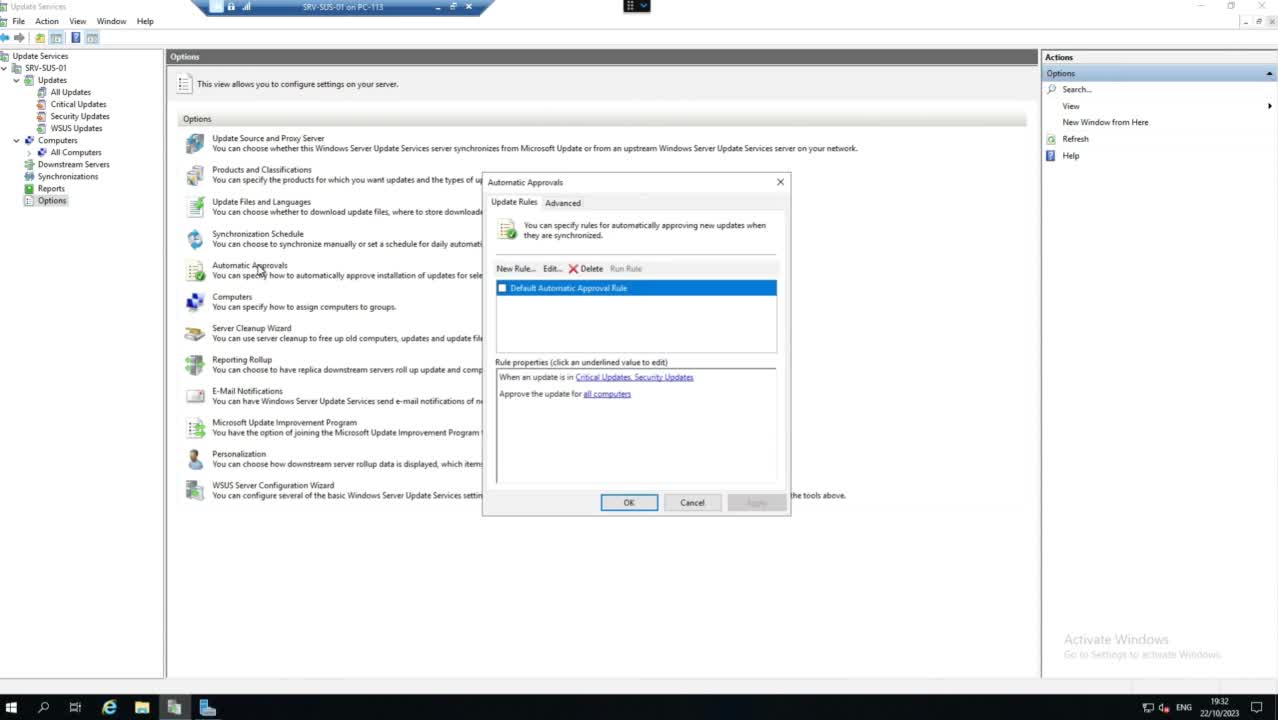 Update Services
SRV-SUS-01 on PC-113
File Action View Window Help
Update Services
SRV-SUS-01
Updates
All Updates
Critical Updates
Security Updates
WSUS Updates
Computers
All Computers
Downstream Servers
Synchronizations
Reports
Options
Options
This view allows you to configure settings on your server.
Options
Update Source and Proxy Server
You can choose whether this Windows Server Update Services server synchronizes from Microsoft Update or from an upstream Windows Server Update Services server on your network.
Products and Classifications
You can specify the products for which you want updates and the types of up
Update Files and Languages
You can choose whether to download update files, where to store downloade
Synchronization Schedule
You can choose to synchronize manually or set a schedule for daily automati
Automatic Approvals
You can specify how to automatically approve installation of updates for sele
Computers
You can specify how to assign computers to groups.
Server Cleanup Wizard
You can use server cleanup to free up old computers, updates and update file
Reporting Rollup
You can choose to have replica downstream servers roll up update and comp
E-Mail Notifications
You can have Windows Server Update Services send e-mail notifications of ne
Microsoft Update Improvement Program
You have the option of joining the Microsoft Update Improvement Program
Personalization
You can choose how downstream server rollup data is displayed, which items
WSUS Server Configuration Wizard
You can configure several of the basic Windows Server Update Services settin
the tools above.
Automatic Approvals
Update Rules Advanced
You can specify rules for automatically approving new updates when
they are synchronized.
New Rule... Edit... Delete Run Rule
Default Automatic Approval Rule
Rule properties (click an underlined value to edit)
When an update is in Critical Updates, Security Updates
Approve the update for all computers
OK Cancel Apply
Actions
Options
Search...
View
New Window from Here
Refresh
Help
Activate Windows
Go to Settings to activate Windows.
ENG
19:32
22/10/2023